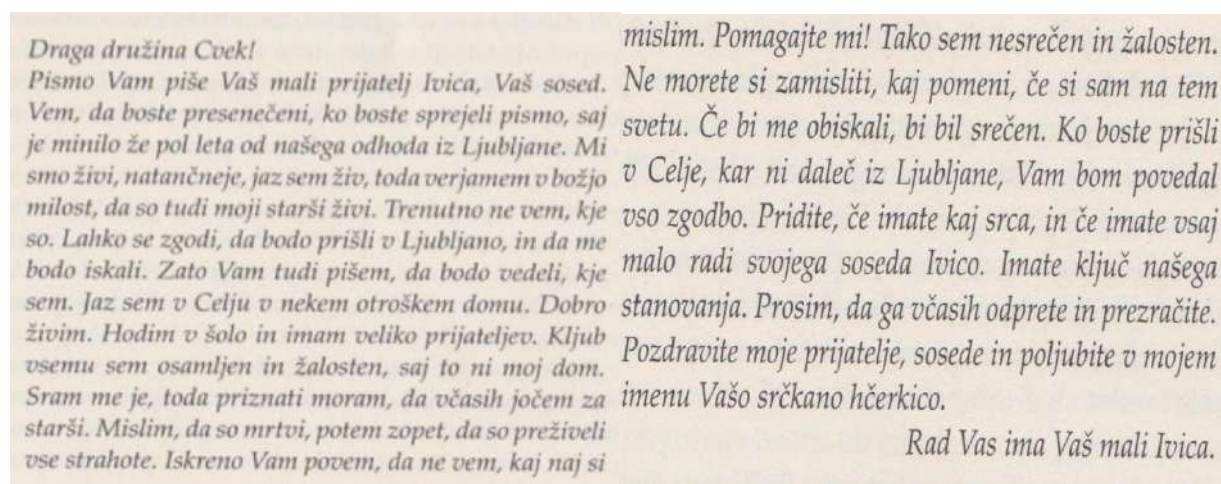 Draga družina Cvek!
Pismo Vam piše Vaš mali prijatelj Ivica, Vaš sosed.
Vem, da boste presenečeni, ko boste sprejeli pismo, saj
je minilo že pol leta od našega odhoda iz Ljubljane. Mi
smo živi, natančneje, jaz sem živ, toda verjamem v božjo
milost, da so tudi moji starši živi. Trenutno ne vem, kje
so. Lahko se zgodi, da bodo prišli v Ljubljano, in da me
bodo iskali. Zato Vam tudi pišem, da bodo vedeli, kje
sem. Jaz sem v Celju v nekem otroškem domu. Dobro
živim. Hodim v šolo in imam veliko prijateljev. Kljub
vsemu sem osamljen in žalosten, saj to ni moj dom.
Sram me je, toda priznati moram, da včasih jočem za
starši. Mislim, da so mrtvi, potem zopet, da so preživeli
vse strahote. Iskreno Vam povem, da ne vem, kaj naj si
mislim. Pomagajte mi! Tako sem nesrečen in žalosten.
Ne morete si zamisliti, kaj pomeni, če si sam na tem
svetu. Če bi me obiskali, bi bil srečen. Ko boste prišli
v Celje, kar ni daleč iz Ljubljane, Vam bom povedal
vso zgodbo. Pridite, če imate kaj srca, in če imate vsaj
malo radi svojega soseda Ivico. Imate ključ našega
stanovanja. Prosim, da ga včasih odprete in prezračite.
Pozdravite moje prijatelje, sosede in poljubite v mojem
imenu Vašo srčkano hčerkico.
Rad Vas ima Vaš mali Ivica.